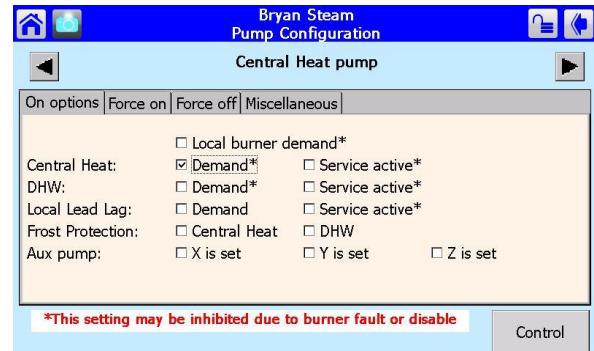 Bryan Steam
Pump Configuration
Central Heat pump
On options Force on Force off Miscellaneous
Local burner demand*
Central Heat: Demand* Service active*
DHW: Demand* Service active*
Local Lead Lag: Demand Service active*
Frost Protection: Central Heat DHW
Aux pump: X is set Y is set Z is set
*This setting may be inhibited due to burner fault or disable
Control